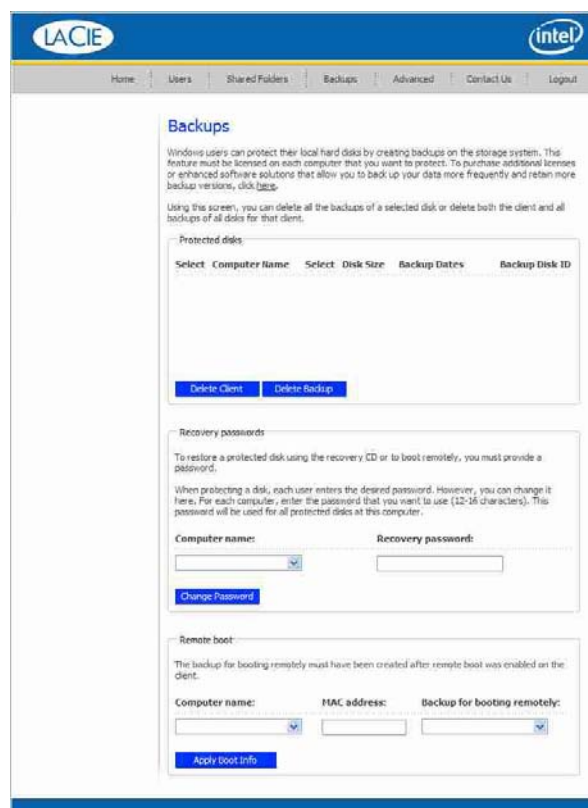 LACIE
intel
Home Users Shared Folders Backups Advanced Contact Us Logout
Backups
Windows users can protect their local hard disks by creating backups on the storage system. This
feature must be licensed on each computer that you want to protect. To purchase additional licenses
or enhanced software solutions that allow you to back up your data more frequently and retain more
backup versions, click here.
Using this screen, you can delete all the backups of a selected disk or delete both the client and all
backups of all disks for that client.
Protected disks
Select Computer Name Select Disk Size Backup Dates Backup Disk ID
Delete Client Delete Backup
Recovery passwords
To restore a protected disk using the recovery CD or to boot remotely, you must provide a
password.
When protecting a disk, each user enters the desired password. However, you can change it
here. For each computer, enter the password that you want to use (12-16 characters). This
password will be used for all protected disks at this computer.
Computer name: Recovery password:
Change Password
Remote boot
The backup for booting remotely must have been created after remote boot was enabled on the
client.
Computer name: MAC address: Backup for booting remotely:
Apply Boot Info